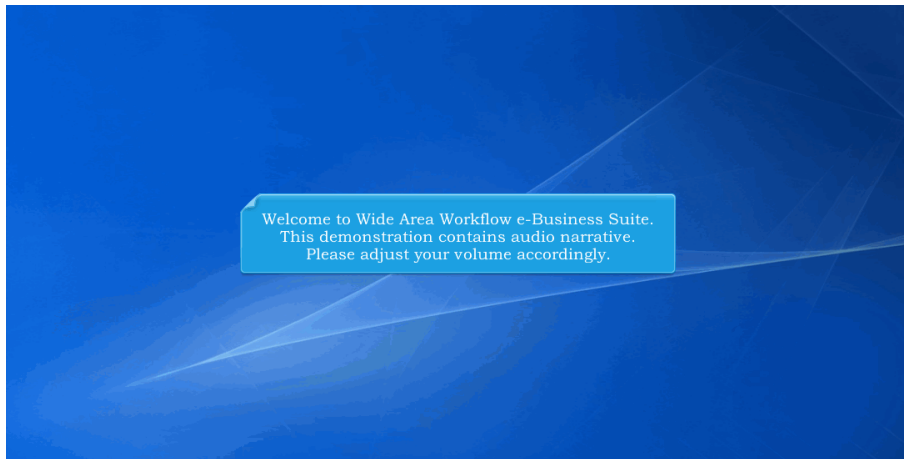 Welcome to Wide Area Workflow e-Business Suite.
This demonstration contains audio narrative.
Please adjust your volume accordingly.